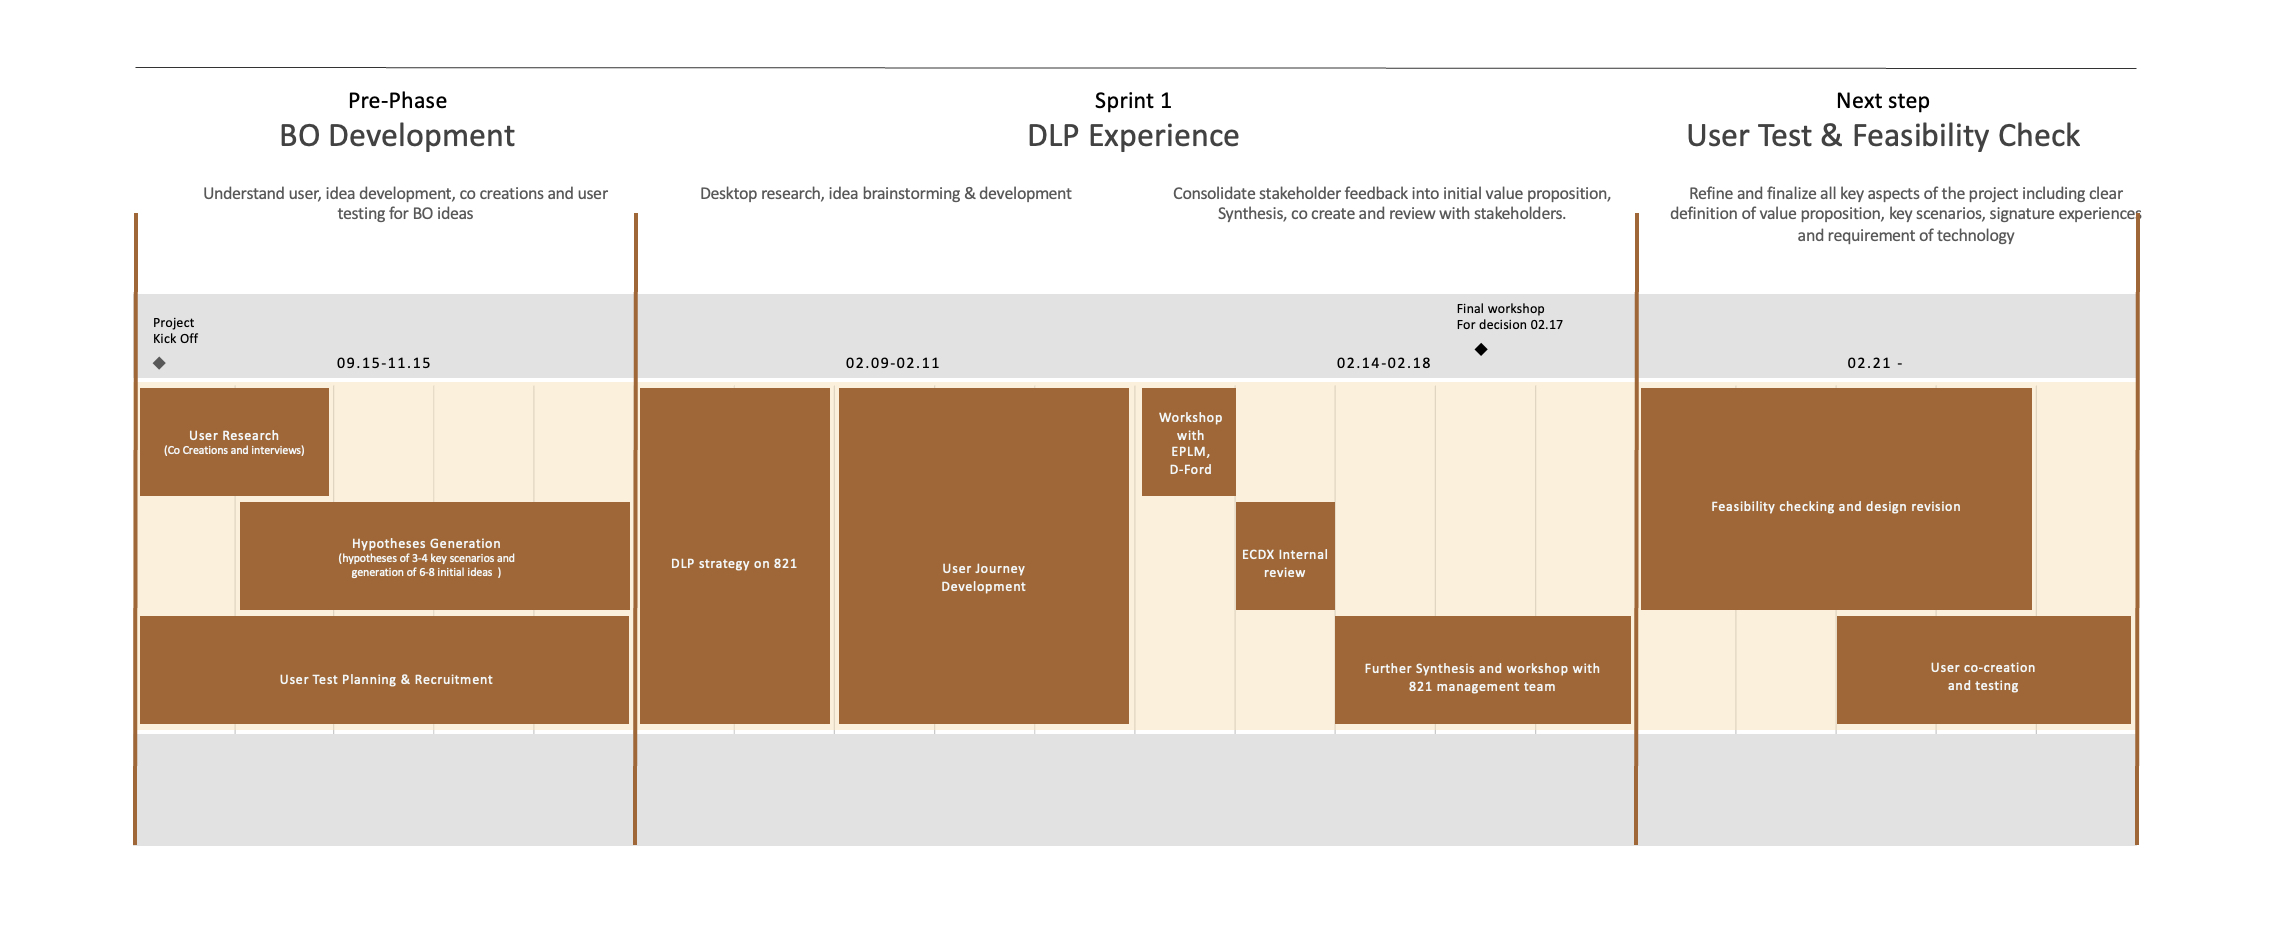 Pre-Phase
BO Development
Sprint 1
DLP Experience
Next step
User Test & Feasibility Check
Understand user, idea development, co creations and user
testing for BO ideas
Desktop research, idea brainstorming & development
Consolidate stakeholder feedback into initial value proposition,
Synthesis, co create and review with stakeholders.
Refine and finalize all key aspects of the project including clear
definition of value proposition, key scenarios, signature experiences
and requirement of technology
Project
Kick Off
09.15-11.15
02.09-02.11
02.14-02.18
Final workshop
For decision 02.17
02.21 -
User Research
(Co Creations and interviews)
Hypotheses Generation
(hypotheses of 3-4 key scenarios and
generation of 6-8 initial ideas )
User Test Planning & Recruitment
DLP strategy on 821
User Journey
Development
Workshop
with
EPLM,
D-Ford
ECDX Internal
review
Further Synthesis and workshop with
821 management team
Feasibility checking and design revision
User co-creation
and testing